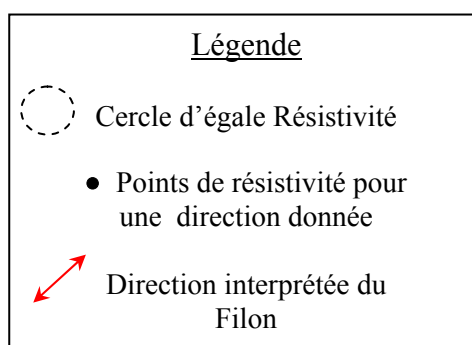 Légende
Cercle d'égale Résistivité
● Points de résistivité pour
une direction donnée
Direction interprétée du
Filon